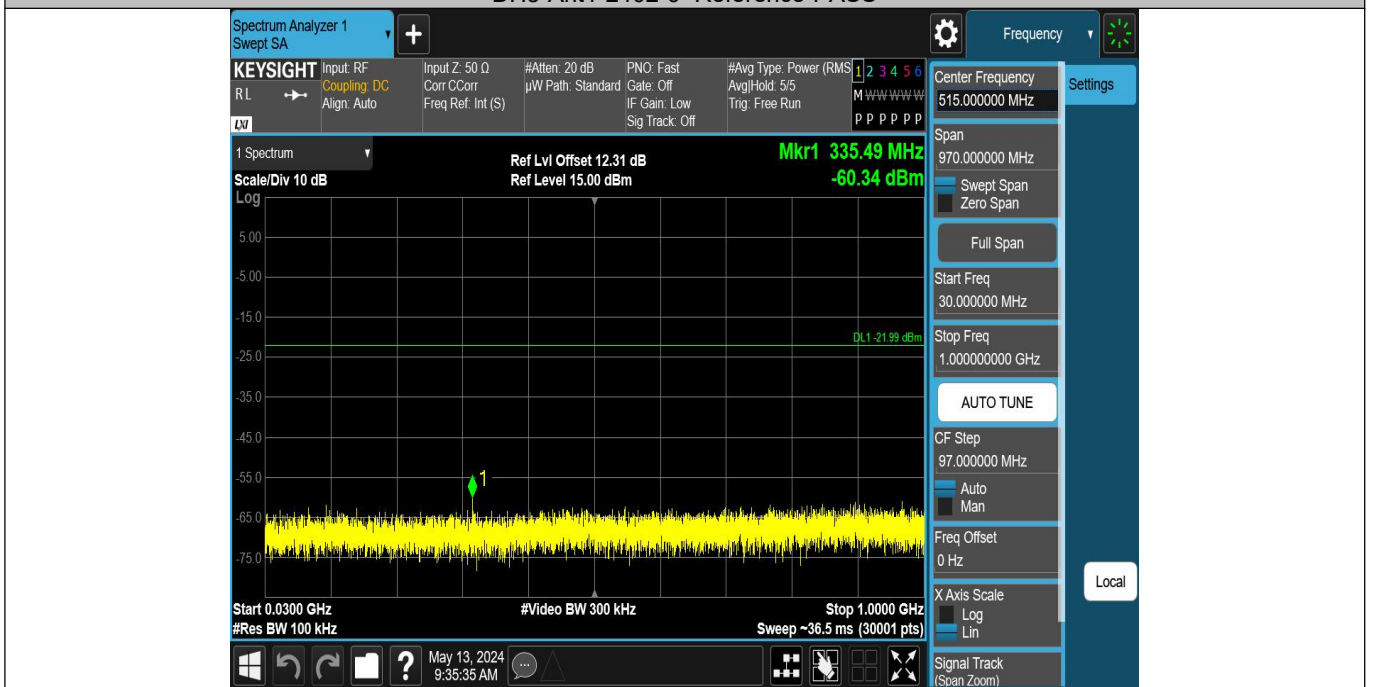 Spectrum Analyzer 1
Swept SA
+
Frequency
KEYSIGHT
RL
LXI
Input: RF
Coupling: DC
Align: Auto
Input Z: 50 Ω
Corr CCorr
Freq Ref: Int (S)
#Atten: 20 dB
µW Path: Standard
PNO: Fast
Gate: Off
IF Gain: Low
Sig Track: Off
#Avg Type: Power (RMS
Avg|Hold: 5/5
Trig: Free Run
1 2 3 4 5 6
M W W W W W
P P P P P P
1 Spectrum
Scale/Div 10 dB
Log
Ref Lvl Offset 12.31 dB
Ref Level 15.00 dBm
Mkr1 335.49 MHz
-60.34 dBm
5.00
-5.00
-15.0
DL1 -21.99 dBm
-25.0
-35.0
-45.0
-55.0
1
-65.0
-75.0
Start 0.0300 GHz
#Video BW 300 kHz
Stop 1.0000 GHz
#Res BW 100 kHz
Sweep ~36.5 ms (30001 pts)
?
May 13, 2024
9:35:35 AM
Center Frequency
515.000000 MHz
Settings
Span
970.000000 MHz
Swept Span
Zero Span
Full Span
Start Freq
30.000000 MHz
Stop Freq
1.000000000 GHz
AUTO TUNE
CF Step
97.000000 MHz
Auto
Man
Freq Offset
0 Hz
X Axis Scale
Log
Lin
Local
Signal Track
(Span Zoom)